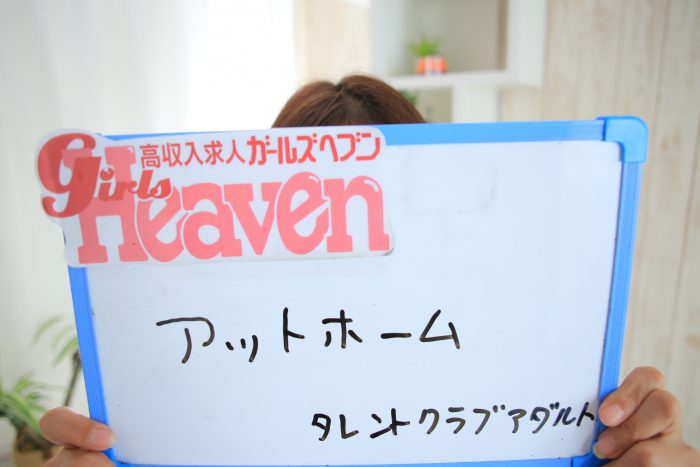 高収入求人ガールズヘブン
girls Heaven
アットホーム
タレントクラブアダルト